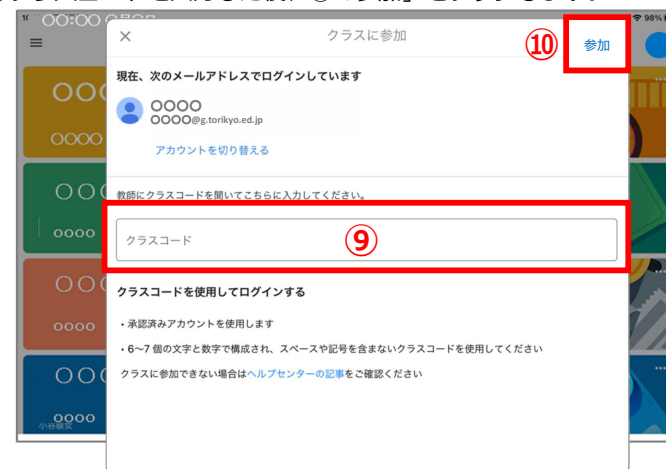 ○○:○○
98%
×
クラスに参加
⑩
参加
現在、次のメールアドレスでログインしています
○○○○
○○○○@g.torikyo.ed.jp
アカウントを切り替える
教師にクラスコードを聞いてこちらに入力してください。
クラスコード
⑨
クラスコードを使用してログインする
・承認済みアカウントを使用します
・6〜7 個の文字と数字で構成され、スペースや記号を含まないクラスコードを使用してください
クラスに参加できない場合はヘルプセンターの記事をご確認ください
○○○
○○○○
○○○
○○○○
○○○
○○○○
○○○
○○○○